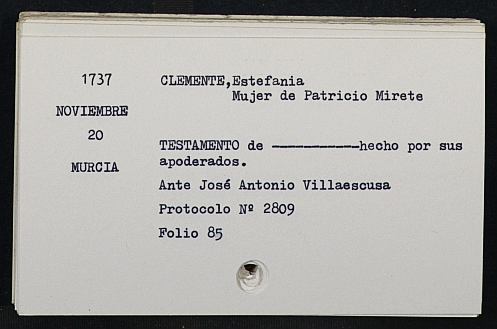 1737 CLEMENTE,Estefania
Mujer de Patricio Mirete
NOVIEMBRE
20
MURCIA
TESTAMENTO de ------------hecho por sus
apoderados.
Ante José Antonio Villaescusa
Protocolo Nº 2809
Folio 85